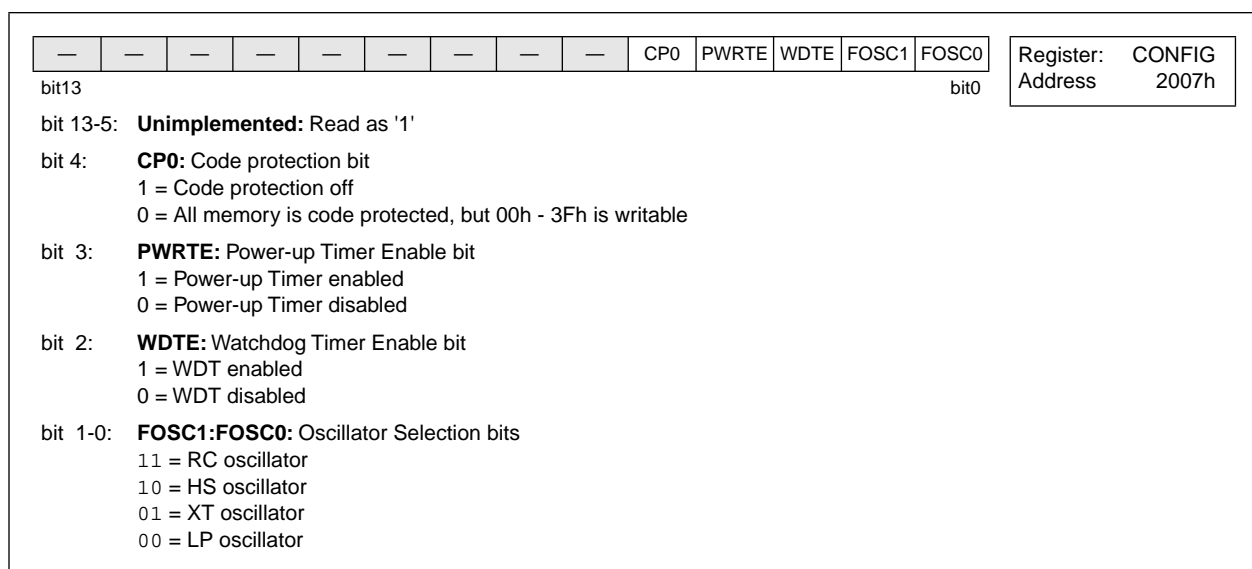 — — — — — — — — — CP0 PWRTE WDTE FOSC1 FOSC0
bit13 bit0
Register: CONFIG
Address 2007h
bit 13-5: Unimplemented: Read as '1'
bit 4: CP0: Code protection bit
1 = Code protection off
0 = All memory is code protected, but 00h - 3Fh is writable
bit 3: PWRTE: Power-up Timer Enable bit
1 = Power-up Timer enabled
0 = Power-up Timer disabled
bit 2: WDTE: Watchdog Timer Enable bit
1 = WDT enabled
0 = WDT disabled
bit 1-0: FOSC1:FOSC0: Oscillator Selection bits
11 = RC oscillator
10 = HS oscillator
01 = XT oscillator
00 = LP oscillator